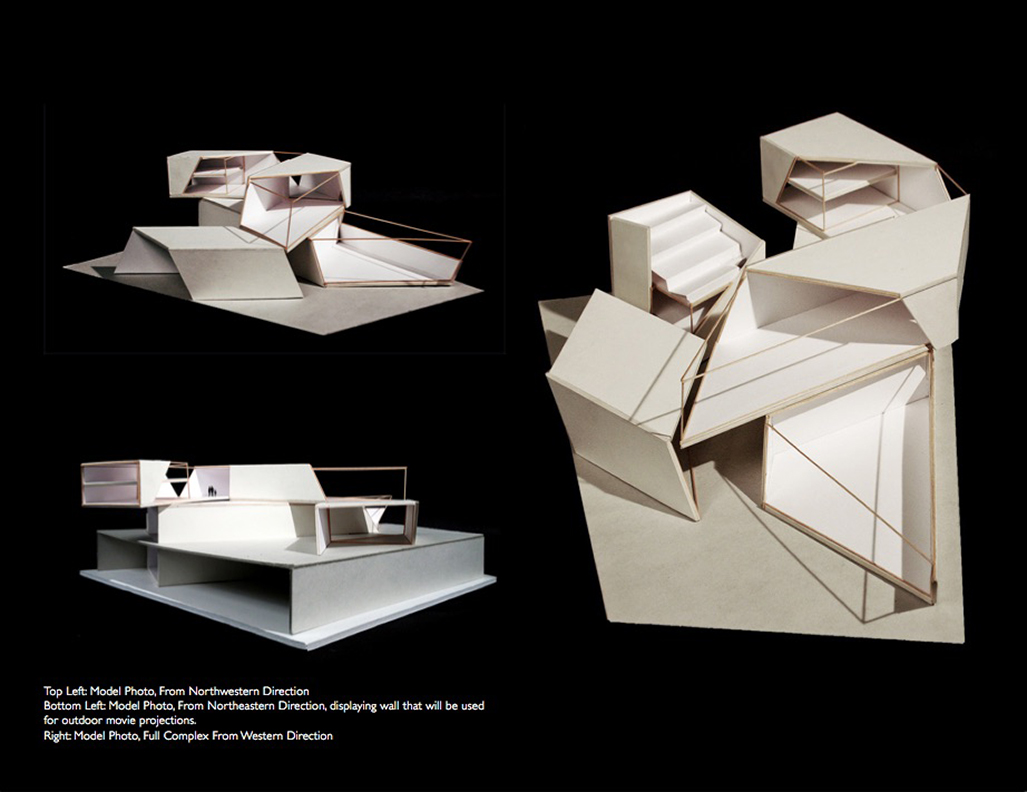 Top Left: Model Photo, From Northwestern Direction
Bottom Left: Model Photo, From Northeastern Direction, displaying wall that will be used
for outdoor movie projections.
Right: Model Photo, Full Complex From Western Direction